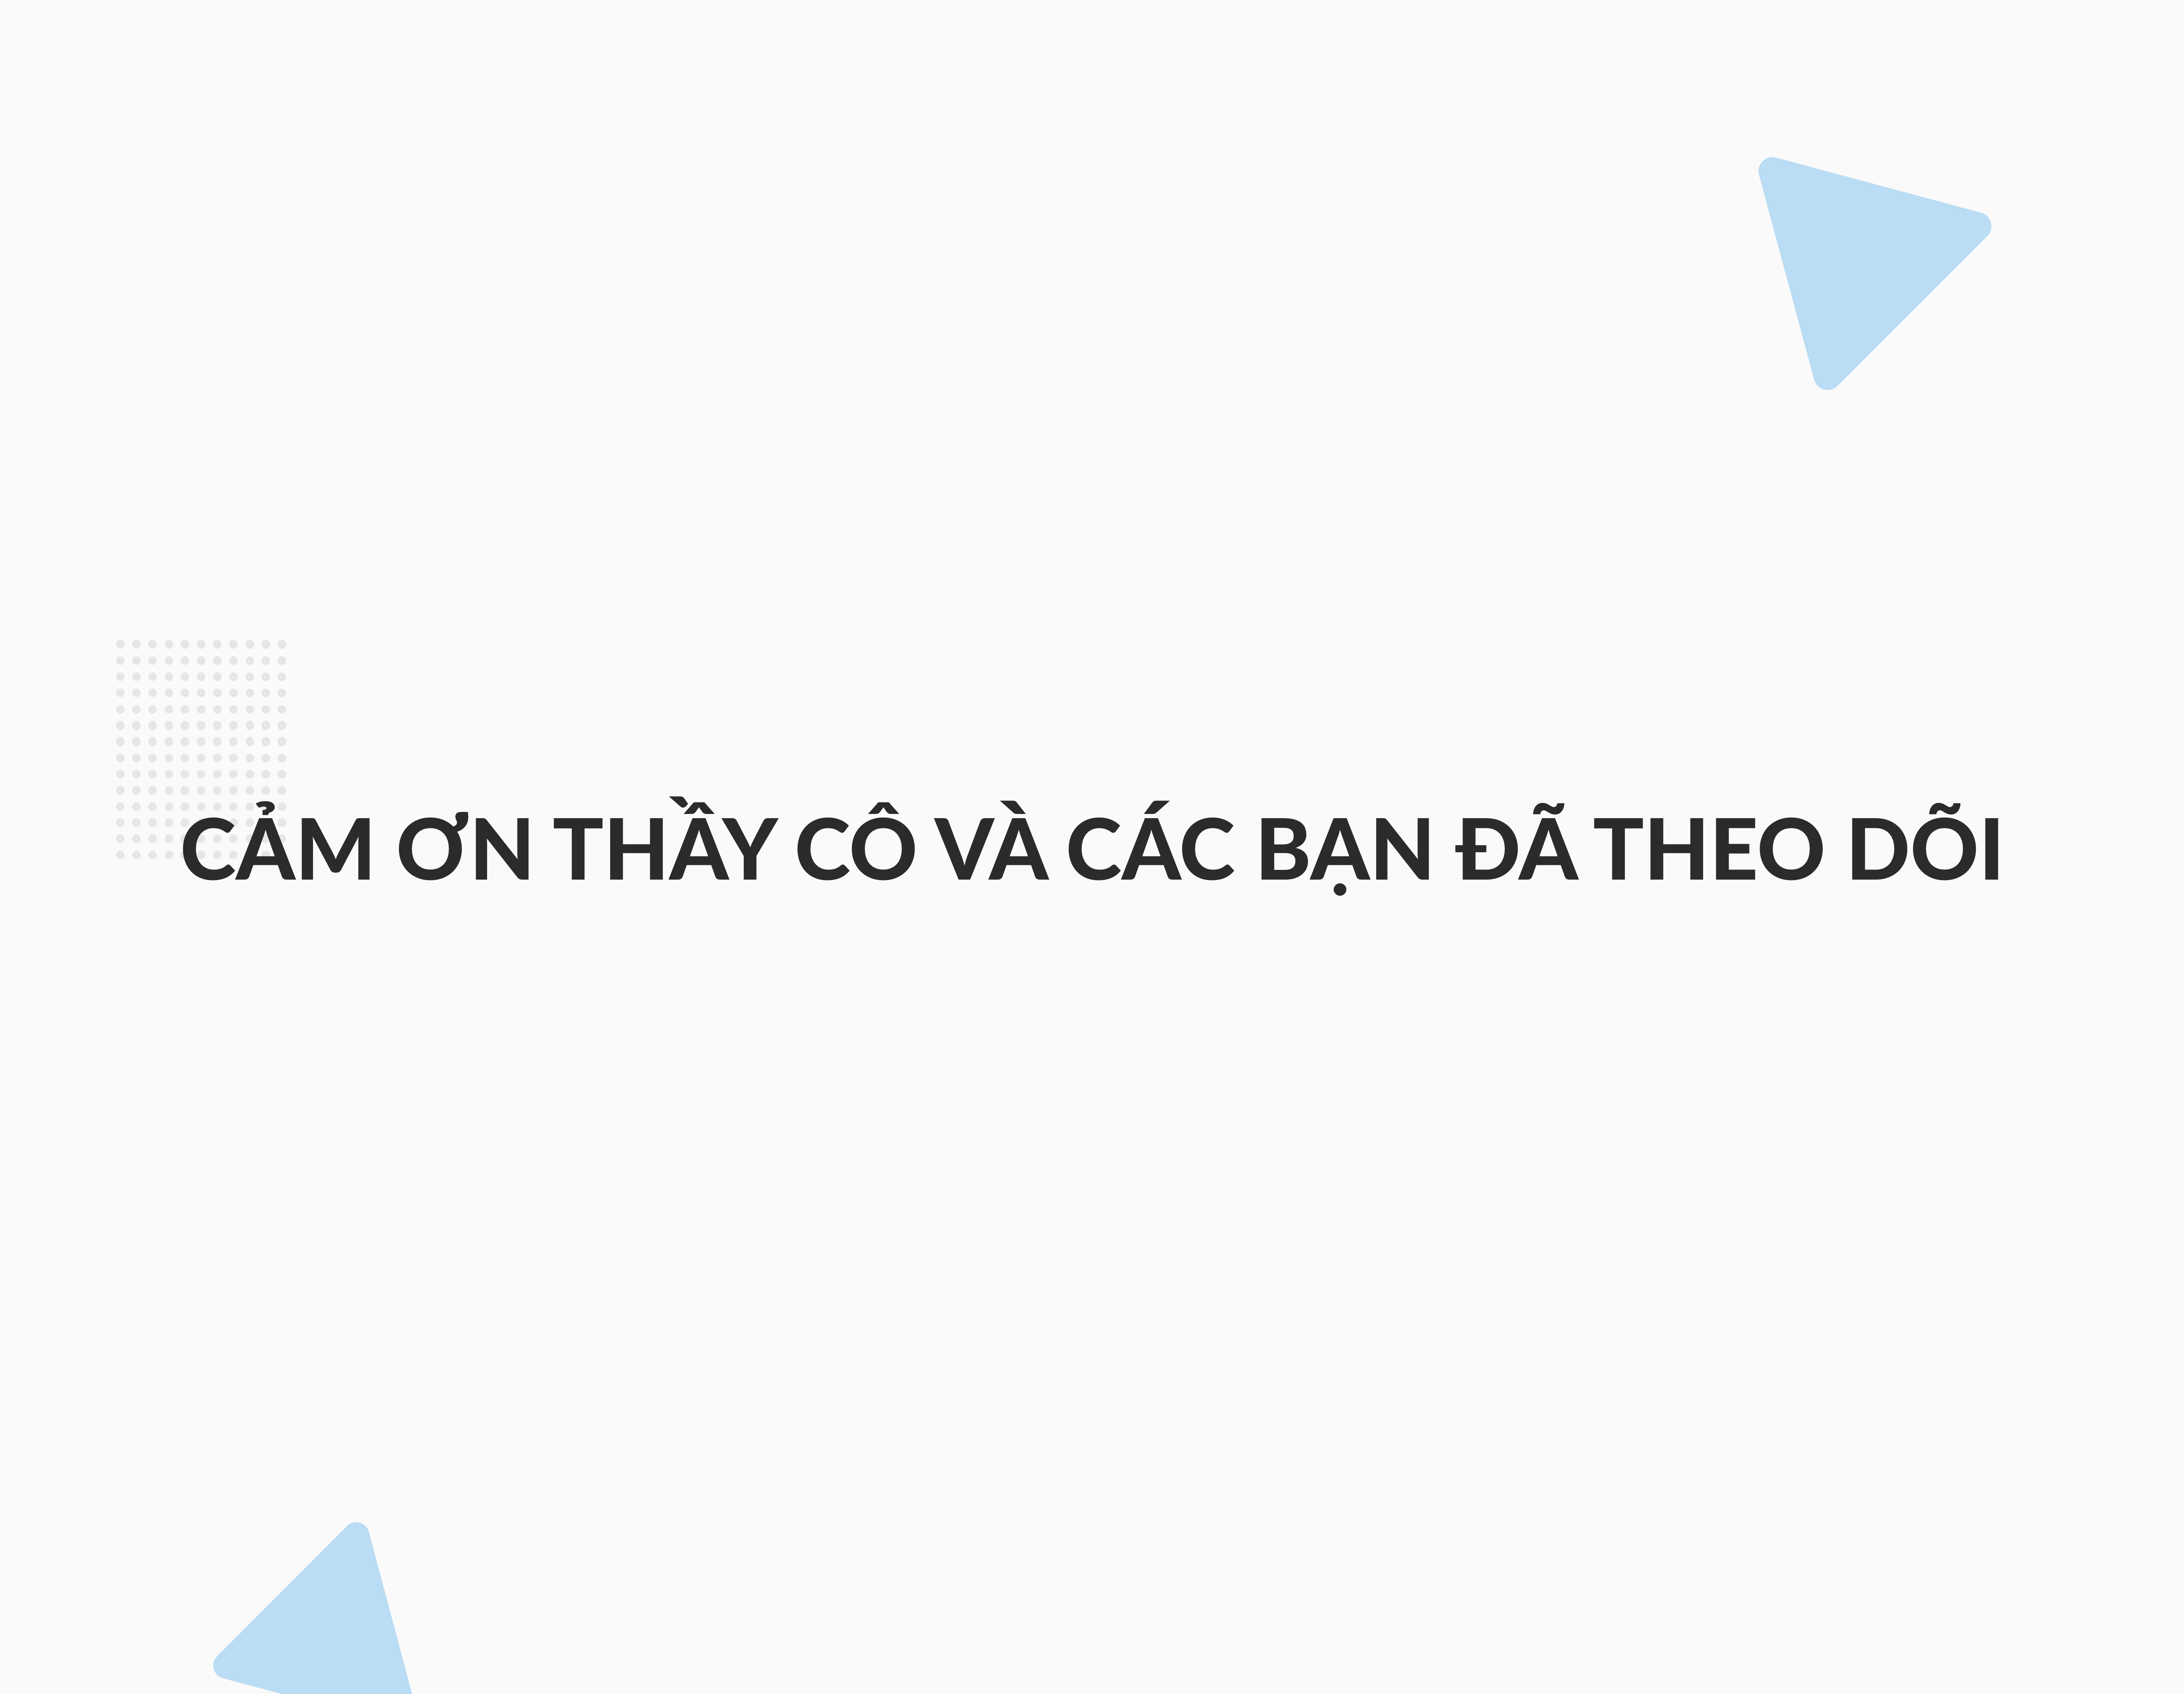 CẢM ƠN THẦY CÔ VÀ CÁC BẠN ĐÃ THEO DÕI